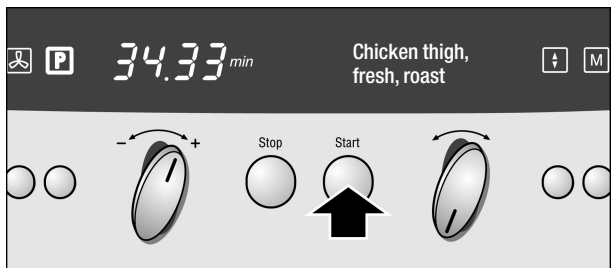 P
34.33 min
Chicken thigh,
fresh, roast
M
- +
Stop
Start